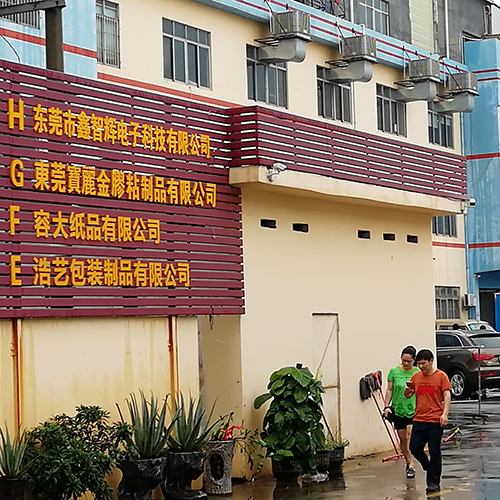 H 东莞市鑫智辉电子科技有限公司
G 東莞寶麗金膠粘制品有限公司
F 容大纸品有限公司
E 浩艺包装制品有限公司